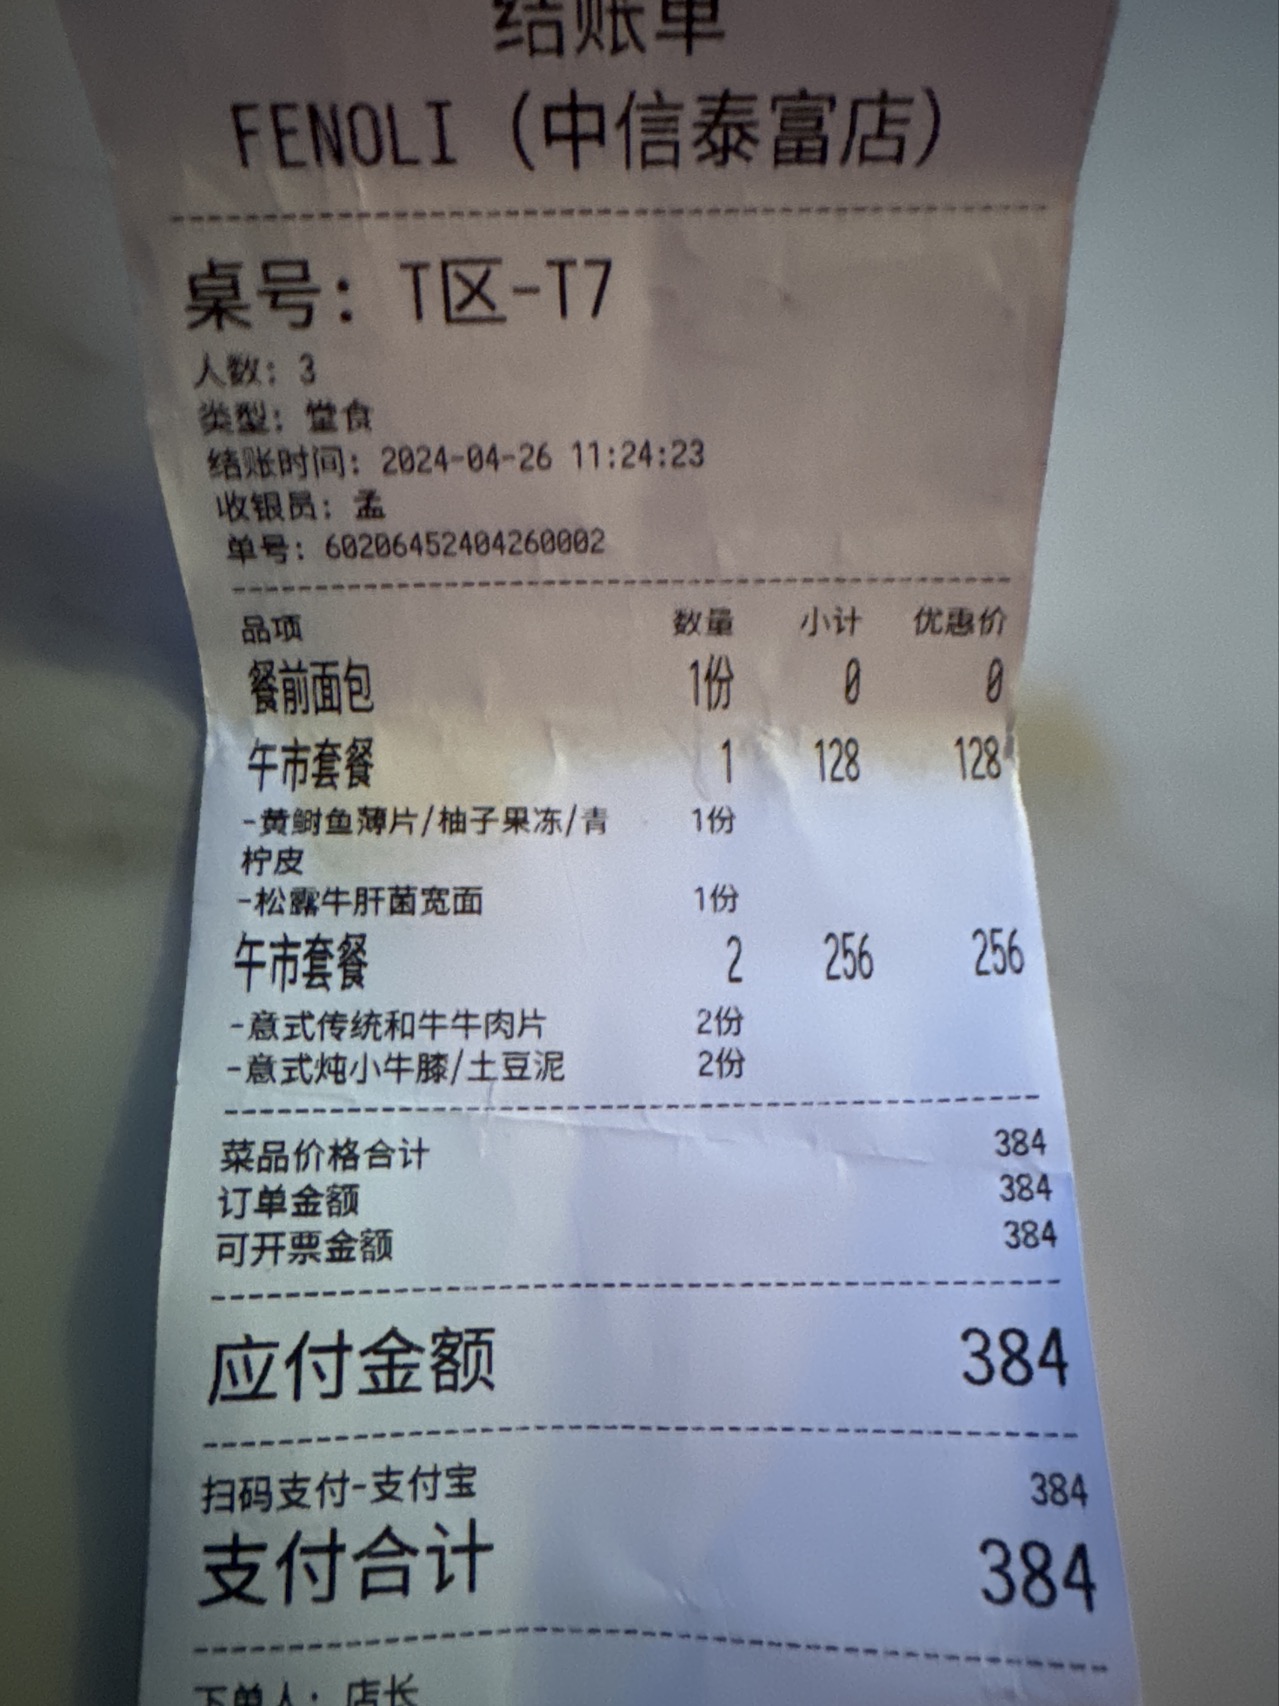 结账单
FENOLI（中信泰富店）
桌号：T区-T7
人数：3
类型：堂食
结账时间：2024-04-26 11:24:23
收银员：孟
单号：60206452404260002
品项 数量 小计 优惠价
餐前面包 1份 0 0
午市套餐 1 128 128
-黄鲥鱼薄片/柚子果冻/青 1份
柠皮
-松露牛肝菌宽面 1份
午市套餐 2 256 256
-意式传统和牛牛肉片 2份
-意式炖小牛膝/土豆泥 2份
菜品价格合计 384
订单金额 384
可开票金额 384
应付金额 384
扫码支付-支付宝 384
支付合计 384
下单人：店长